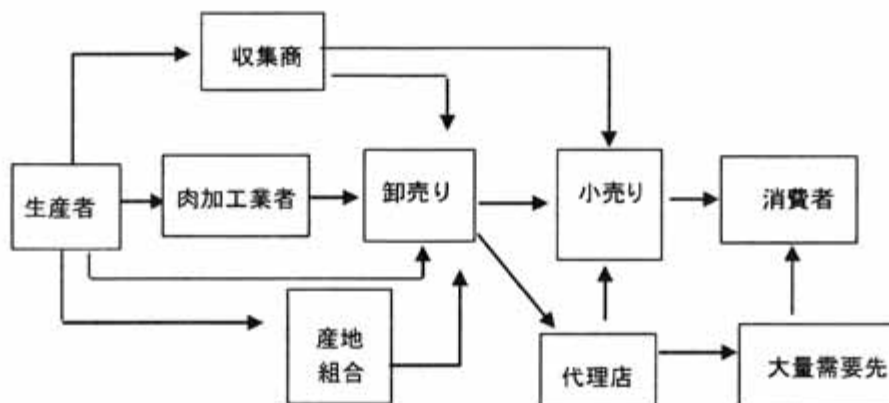 収集商
生産者
肉加工業者
卸売り
小売り
消費者
産地
組合
代理店
大量需要先